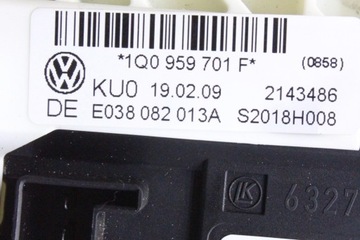 *1Q0 959 701 F* (0858)
KU0 19.02.09 2143486
DE E038 082 013A S2018H008
LK 6327